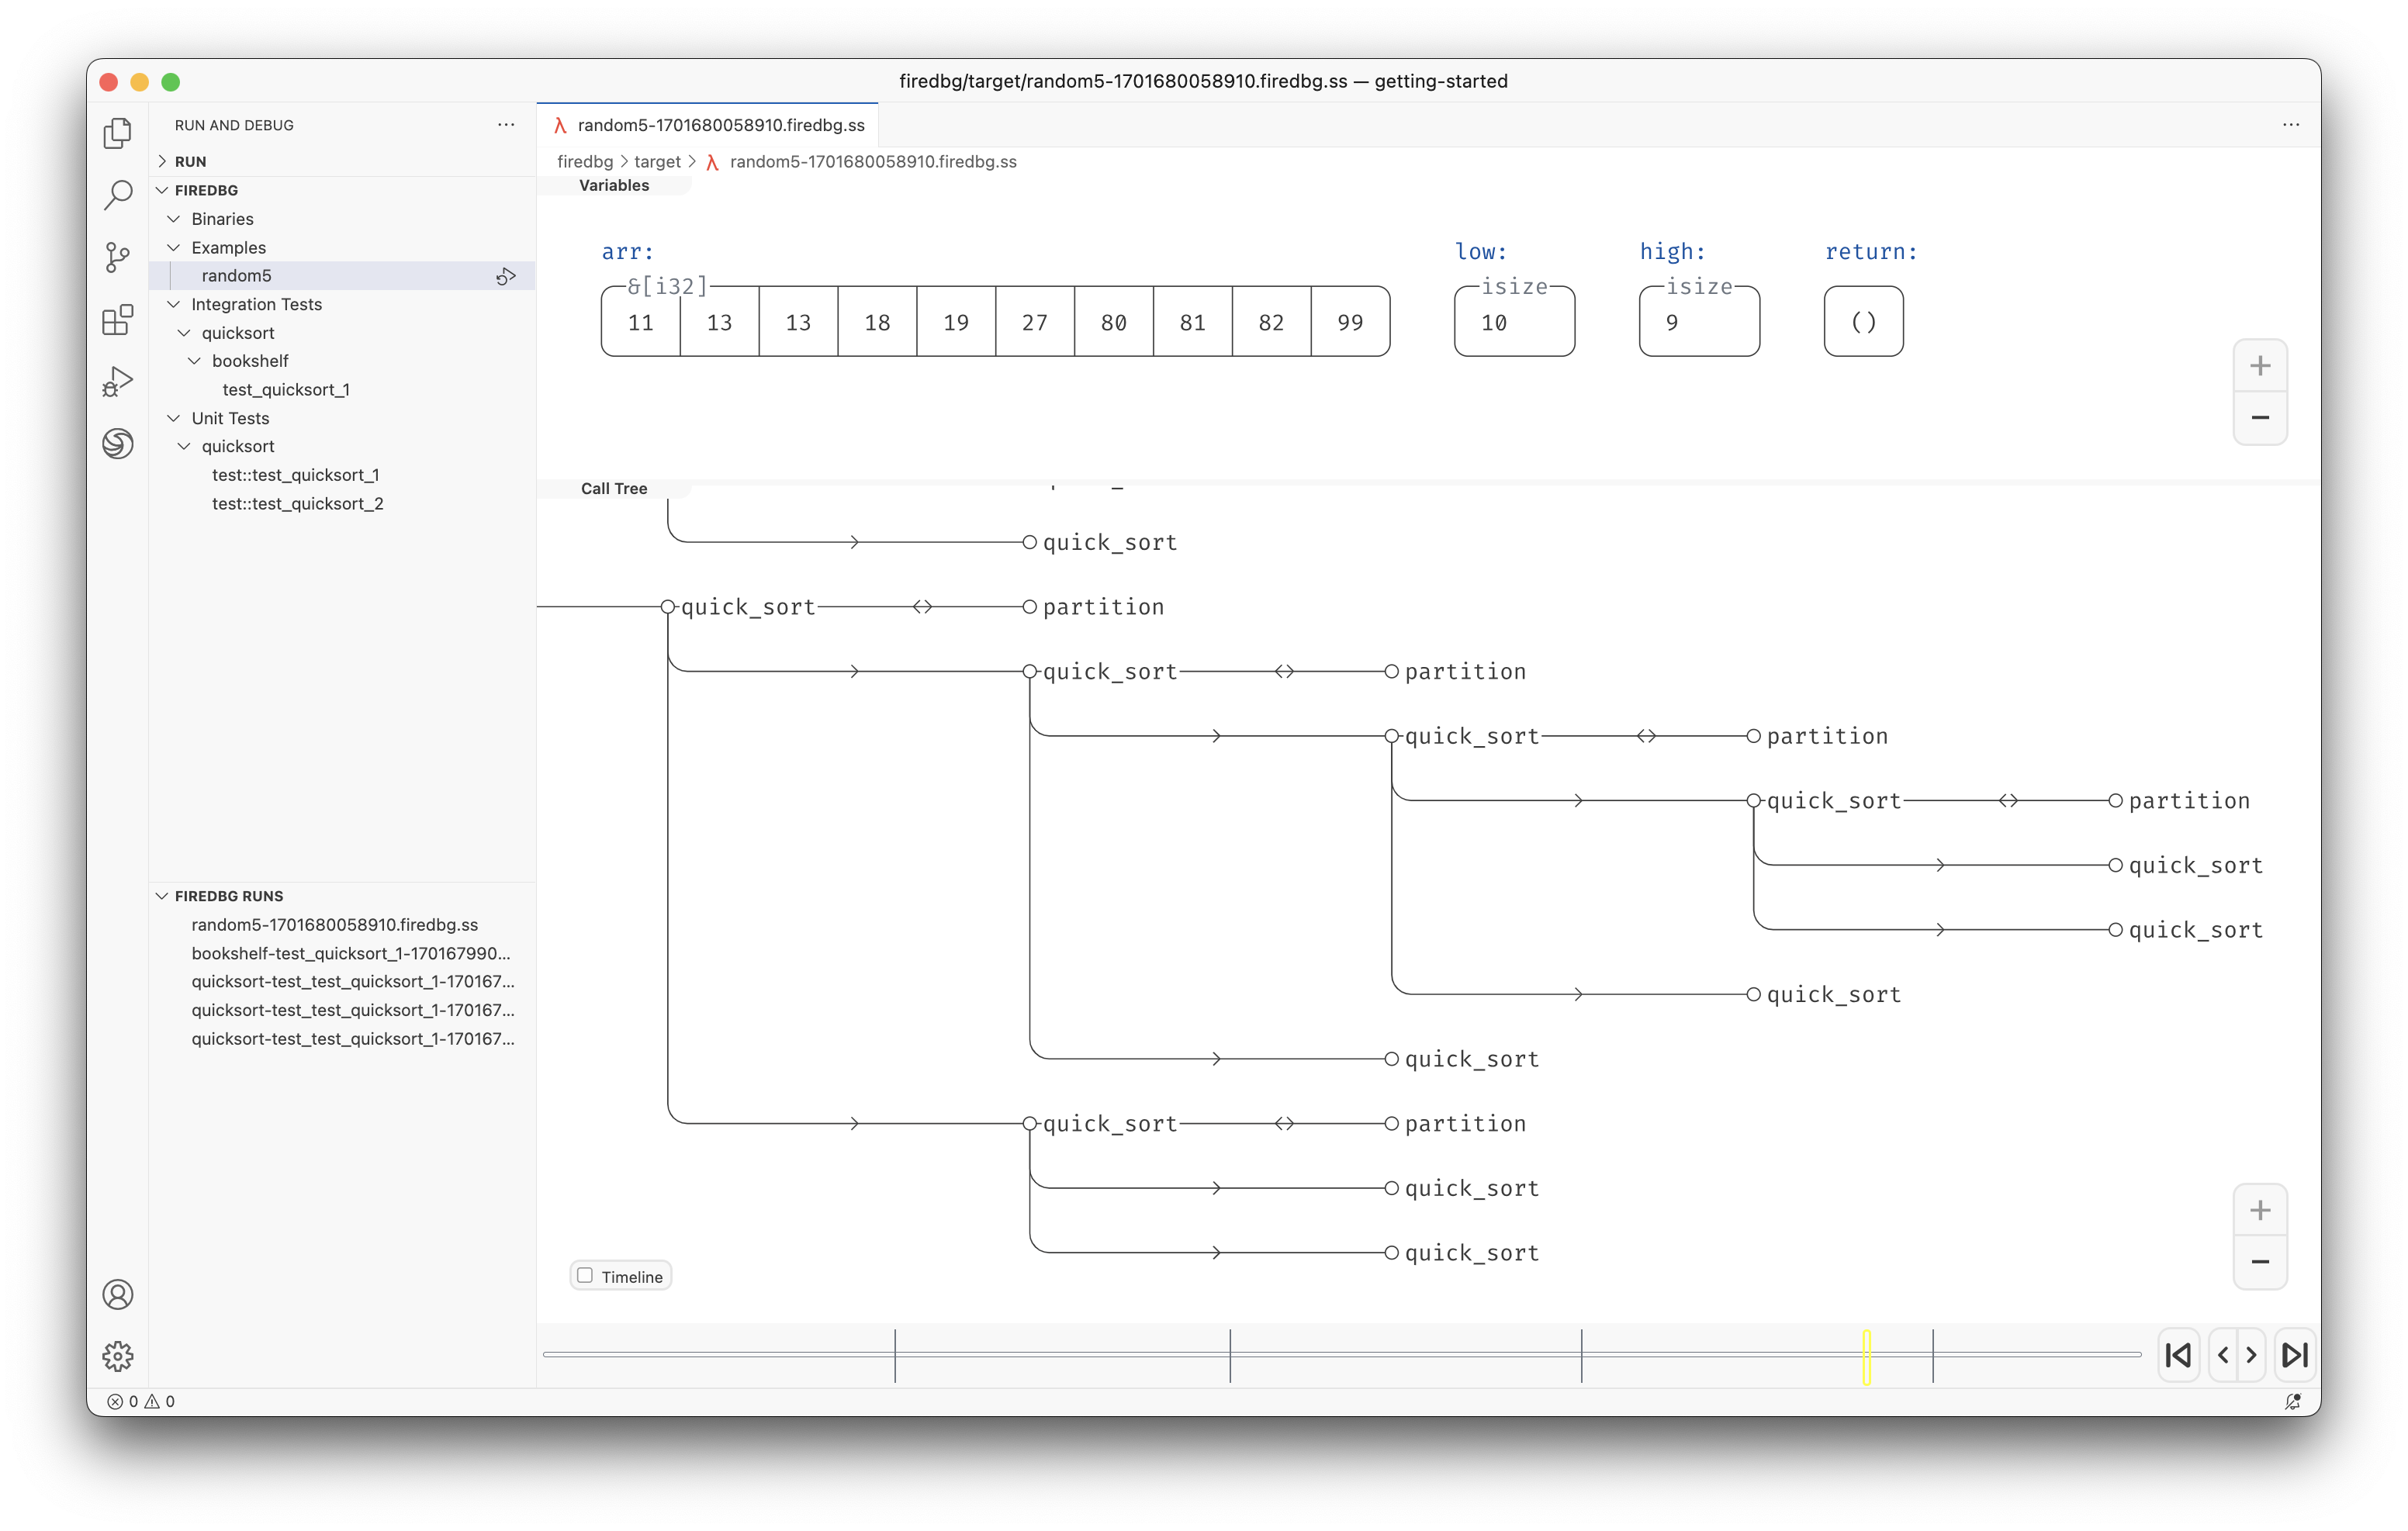 firedbg/target/random5-1701680058910.firedbg.ss — getting-started
RUN AND DEBUG
RUN
FIREDBG
Binaries
Examples
random5
Integration Tests
quicksort
bookshelf
test_quicksort_1
Unit Tests
quicksort
test::test_quicksort_1
test::test_quicksort_2
FIREDBG RUNS
random5-1701680058910.firedbg.ss
bookshelf-test_quicksort_1-170167990...
quicksort-test_test_quicksort_1-170167...
quicksort-test_test_quicksort_1-170167...
quicksort-test_test_quicksort_1-170167...
λ random5-1701680058910.firedbg.ss
firedbg > target > λ random5-1701680058910.firedbg.ss
Variables
arr: low: high: return:
&[i32] isize isize
11 13 13 18 19 27 80 81 82 99 10 9 ()
Call Tree
quick_sort
quick_sort partition
quick_sort partition
quick_sort partition
quick_sort partition
quick_sort
quick_sort
quick_sort
quick_sort
quick_sort partition
quick_sort
quick_sort
Timeline
0 0